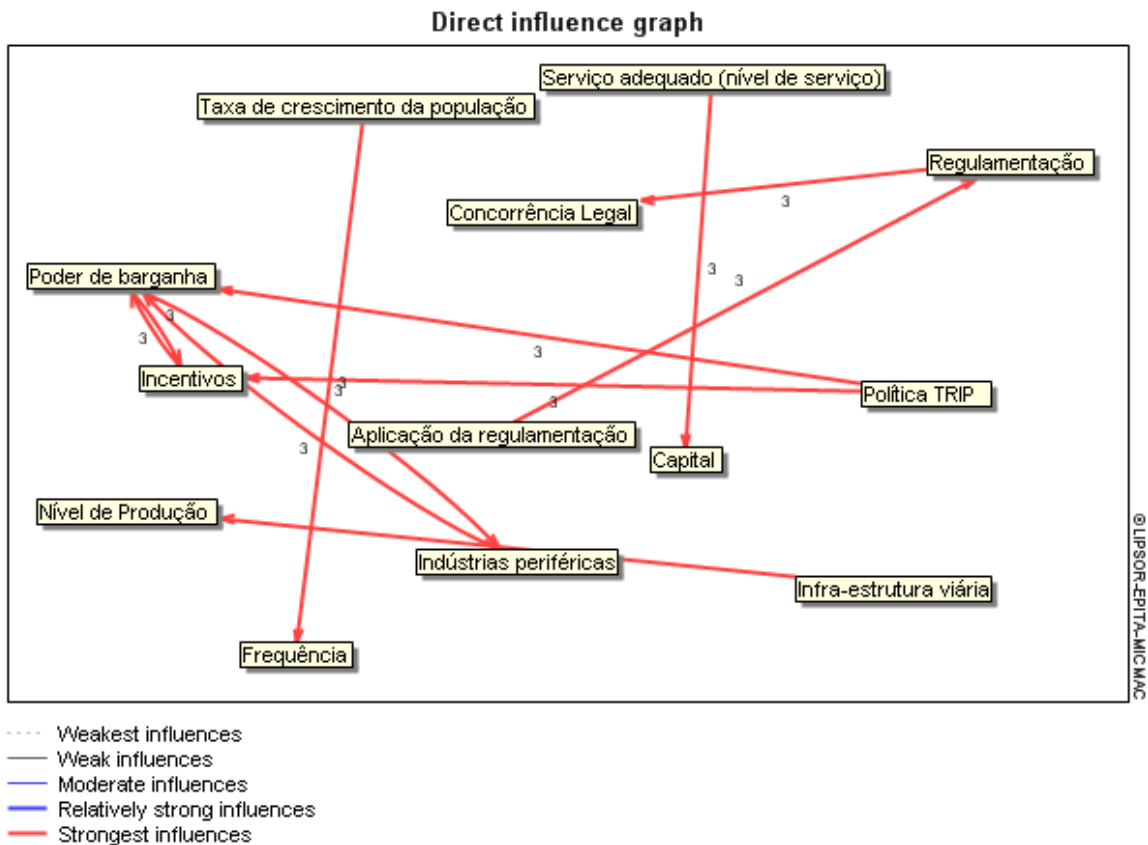 Direct influence graph
Serviço adequado (nível de serviço)
Taxa de crescimento da população
Regulamentação
3
Concorrência Legal
Poder de barganha
3
3
3
3
3
Incentivos
3
3
Política TRIP
3
Aplicação da regulamentação
3
Capital
Nível de Produção
Indústrias periféricas
Infra-estrutura viária
Frequência
©LIPSOR-EPITA-MICMAC
Weakest influences
Weak influences
Moderate influences
Relatively strong influences
Strongest influences